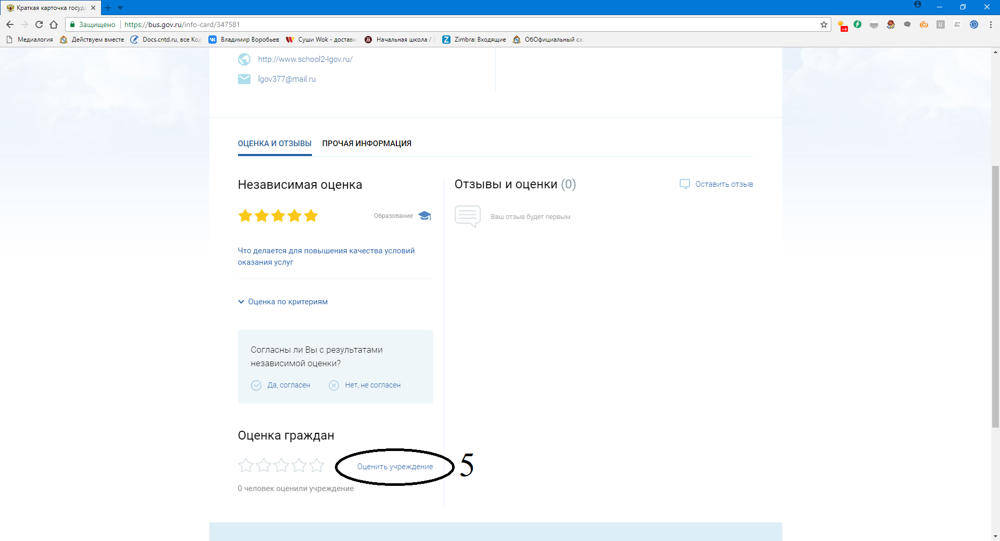 Краткая карточка госуда
Защищено
https://bus.gov.ru/info-card/347581
+4
U
Медиалогия
Действуем вместе
Docs.cntd.ru, все Код
Владимир Воробьев
Суши Wok - доставк
Начальная школа /
Zimbra: Входящие
ОбОфициальный са
http://www.school2-lgov.ru/
lgov377@mail.ru
ОЦЕНКА И ОТЗЫВЫ
ПРОЧАЯ ИНФОРМАЦИЯ
Независимая оценка
Образование
Что делается для повышения качества условий
оказания услуг
Оценка по критериям
Согласны ли Вы с результатами
независимой оценки?
Да, согласен
Нет, не согласен
Оценка граждан
Оценить учреждение
5
0 человек оценили учреждение
Отзывы и оценки (0)
Оставить отзыв
Ваш отзыв будет первым